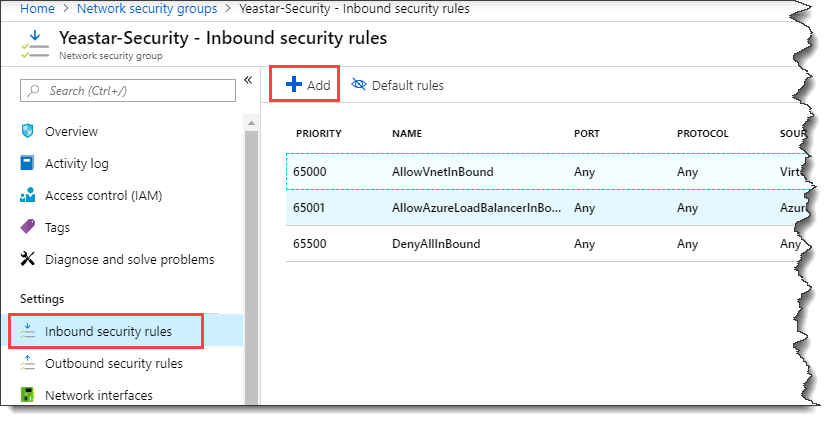 Home > Network security groups > Yeastar-Security - Inbound security rules
Yeastar-Security - Inbound security rules
Network security group
Search (Ctrl+/)
«
Overview
Activity log
Access control (IAM)
Tags
Diagnose and solve problems
Settings
Inbound security rules
Outbound security rules
Network interfaces
+ Add Default rules
PRIORITY NAME PORT PROTOCOL SOUR
65000 AllowVnetInBound Any Any Virt
65001 AllowAzureLoadBalancerInBo... Any Any Azur
65500 DenyAllInBound Any Any Any